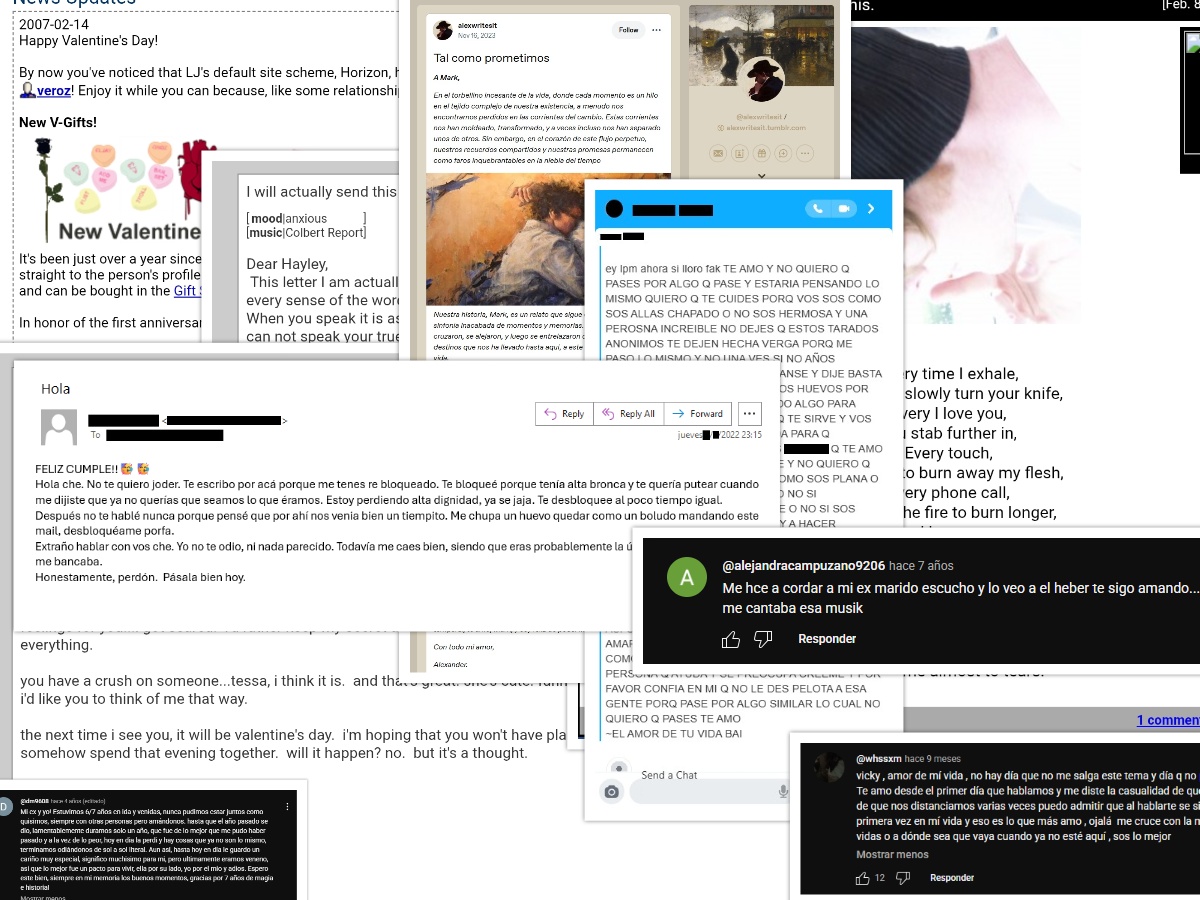 News Updates
2007-02-14
Happy Valentine's Day!
By now you've noticed that LJ's default site scheme, Horizon,
veroz! Enjoy it while you can because, like some
New V-Gifts!
New Valentine
It's been just over a year since
straight to the person's profile
and can be bought in the Gift
In honor of the first
I will actually send this
[ mood|anxious ]
[music|Colbert Report]
Dear Hayley,
This letter I am
every sense of the
When you speak it is
can not speak your true
alexwritesit
Nov 16, 2023
Follow
Tal como prometimos
A Mark,
En el torbellino incesante de la vida, donde cada momento es un hilo
en el tejido complejo de nuestra existencia, a menudo nos
encontramos perdidos en las corrientes del cambio. Estas corrientes
nos han moldeado, transformado, y a veces incluso nos han separado
unos de otros. Sin embargo, en el corazón de este flujo perpetuo,
nuestros recuerdos compartidos y nuestras promesas permanecen
como faros inquebrantables en la niebla del tiempo
Nuestra historia, Mark, es un relato que sigue
sinfonía inacabada de momentos y memorias.
cruzaron, se alejaron, y luego se entrelazaron
destinos que nos ha llevado hasta aquí, a este
vida.
Con todo mi amor,
Alexander.
@alexwritesit /
alexwritesit.tumblr.com
his.
[Feb. 8
ey lpm ahora si lloro fak TE AMO Y NO QUIERO Q
PASES POR ALGO Q PASE Y ESTARIA PENSANDO LO
MISMO QUIERO Q TE CUIDES PORQ VOS SOS COMO
SOS ALLAS CHAPADO O NO SOS HERMOSA Y UNA
PEROSNA INCREIBLE NO DEJES Q ESTOS TARADOS
ANONIMOS TE DEJEN HECHA VERGA PORQ ME
PASO LO MISMO Y NO UNA VES SI NO AÑOS
ANSE Y DIJE BASTA
OS HUEVOS POR
DO ALGO PARA
Q TE SIRVE Y VOS
A PARA Q
Q TE AMO
E Y NO QUIERO Q
OMO SOS PLANA O
O NO SI
E O NO SI SOS
Y A HACER
AMAR
COMO
PERSONA Q AYUDA Y SE PREOCUPA CREEME Y POR
FAVOR CONFIA EN MI Q NO LE DES PELOTA A ESA
GENTE PORQ PASE POR ALGO SIMILAR LO CUAL NO
QUIERO Q PASES TE AMO
~EL AMOR DE TU VIDA BAI
Send a Chat
ry time I exhale,
slowly turn your knife,
very I love you,
stab further in,
Every touch,
to burn away my flesh,
very phone call,
he fire to burn longer,
me almost to tears.
1 comment
Hola
< >
To
Reply
Reply All
Forward
jueves / /2022 23:15
FELIZ CUMPLE!!
Hola che. No te quiero joder. Te escribo por acá porque me tenes re bloqueado. Te bloqueé porque tenía alta bronca y te quería putear cuando
me dijiste que ya no querías que seamos lo que éramos. Estoy perdiendo alta dignidad, ya se jaja. Te desbloquee al poco tiempo igual.
Después no te hablé nunca porque pensé que por ahí nos venia bien un tiempito. Me chupa un huevo quedar como un boludo mandando este
mail, desbloquéame porfa.
Extraño hablar con vos che. Yo no te odio, ni nada parecido. Todavía me caes bien, siendo que eras probablemente la
me bancaba.
Honestamente, perdón. Pásala bien hoy.
@alejandracampuzano9206 hace 7 años
Me hce a cordar a mi ex marido escucho y lo veo a el heber te sigo amando...
me cantaba esa musik
Responder
everything.
you have a crush on someone...tessa, i think it is. and that's great. she's cute.
i'd like you to think of me that way.
the next time i see you, it will be valentine's day. i'm hoping that you won't have
somehow spend that evening together. will it happen? no. but it's a thought.
@dm9608 hace 4 años (editado)
Mi ex y yo! Estuvimos 6/7 años en ida y venidas, nunca pudimos estar juntos como
quisimos, siempre con otras personas pero amándonos. hasta que el año pasado se
dio, lamentablemente duramos solo un año, que fue de lo mejor que me pudo haber
pasado y a la vez de lo peor, hoy en día la perdí y hay cosas que ya no son lo mismo,
terminamos odiándonos de sol a sol literal. Aun así, hasta hoy en día le guardo un
cariño muy especial, significo muchisimo para mi, pero ultimamente eramos veneno,
asi que lo mejor fue un pacto para vivir, ella por su lado, yo por el mio y adios. Espero
este bien, siempre en mi memoria los buenos momentos, gracias por 7 años de magia
e historia!
Mostrar menos
@whssxm hace 9 meses
vicky , amor de mí vida , no hay día que no me salga este tema y día q no
Te amo desde el primer día que hablamos y me diste la casualidad de
de que nos distanciamos varias veces puedo admitir que al hablarte se
primera vez en mí vida y eso es lo que más amo , ojalá me cruce con la
vidas o a dónde sea que vaya cuando ya no esté aquí , sos lo mejor
Mostrar menos
12
Responder